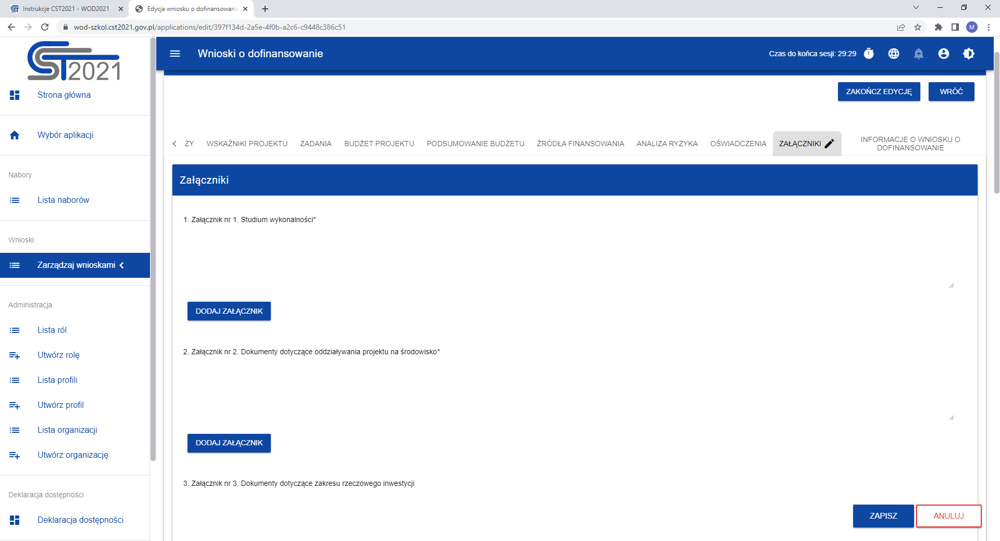 Instrukcje CST2021 - WOD2021
Edycja wniosku o dofinansowanie
wod-szkol.cst2021.gov.pl/applications/edit/397f134d-2a5e-4f0b-a2c6-c9448c386c51
M
CST2021
Wnioski o dofinansowanie
Czas do końca sesji: 29:29
Strona główna
Wybór aplikacji
Nabory
Lista naborów
Wnioski
Zarządzaj wnioskami
Administracja
Lista ról
Utwórz rolę
Lista profili
Utwórz profil
Lista organizacji
Utwórz organizację
Deklaracja dostępności
Deklaracja dostępności
ZAKOŃCZ EDYCJĘ
WRÓĆ
ZY
WSKAŹNIKI PROJEKTU
ZADANIA
BUDŻET PROJEKTU
PODSUMOWANIE BUDŻETU
ŹRÓDŁA FINANSOWANIA
ANALIZA RYZYKA
OŚWIADCZENIA
ZAŁĄCZNIKI
INFORMACJE O WNIOSKU O
DOFINANSOWANIE
Załączniki
1. Załącznik nr 1. Studium wykonalności*
DODAJ ZAŁĄCZNIK
2. Załącznik nr 2. Dokumenty dotyczące oddziaływania projektu na środowisko*
DODAJ ZAŁĄCZNIK
3. Załącznik nr 3. Dokumenty dotyczące zakresu rzeczowego inwestycji
ZAPISZ
ANULUJ